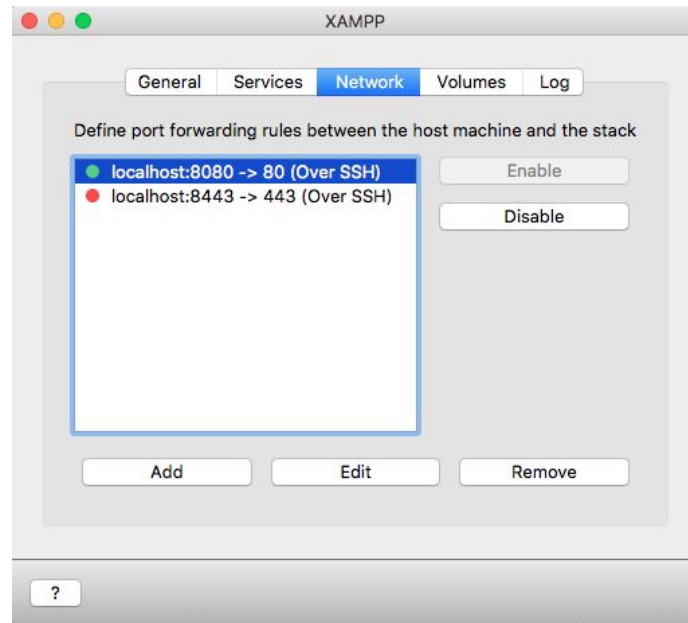 XAMPP
General Services Network Volumes Log
Define port forwarding rules between the host machine and the stack
localhost:8080 -> 80 (Over SSH)
localhost:8443 -> 443 (Over SSH)
Enable
Disable
Add Edit Remove
?